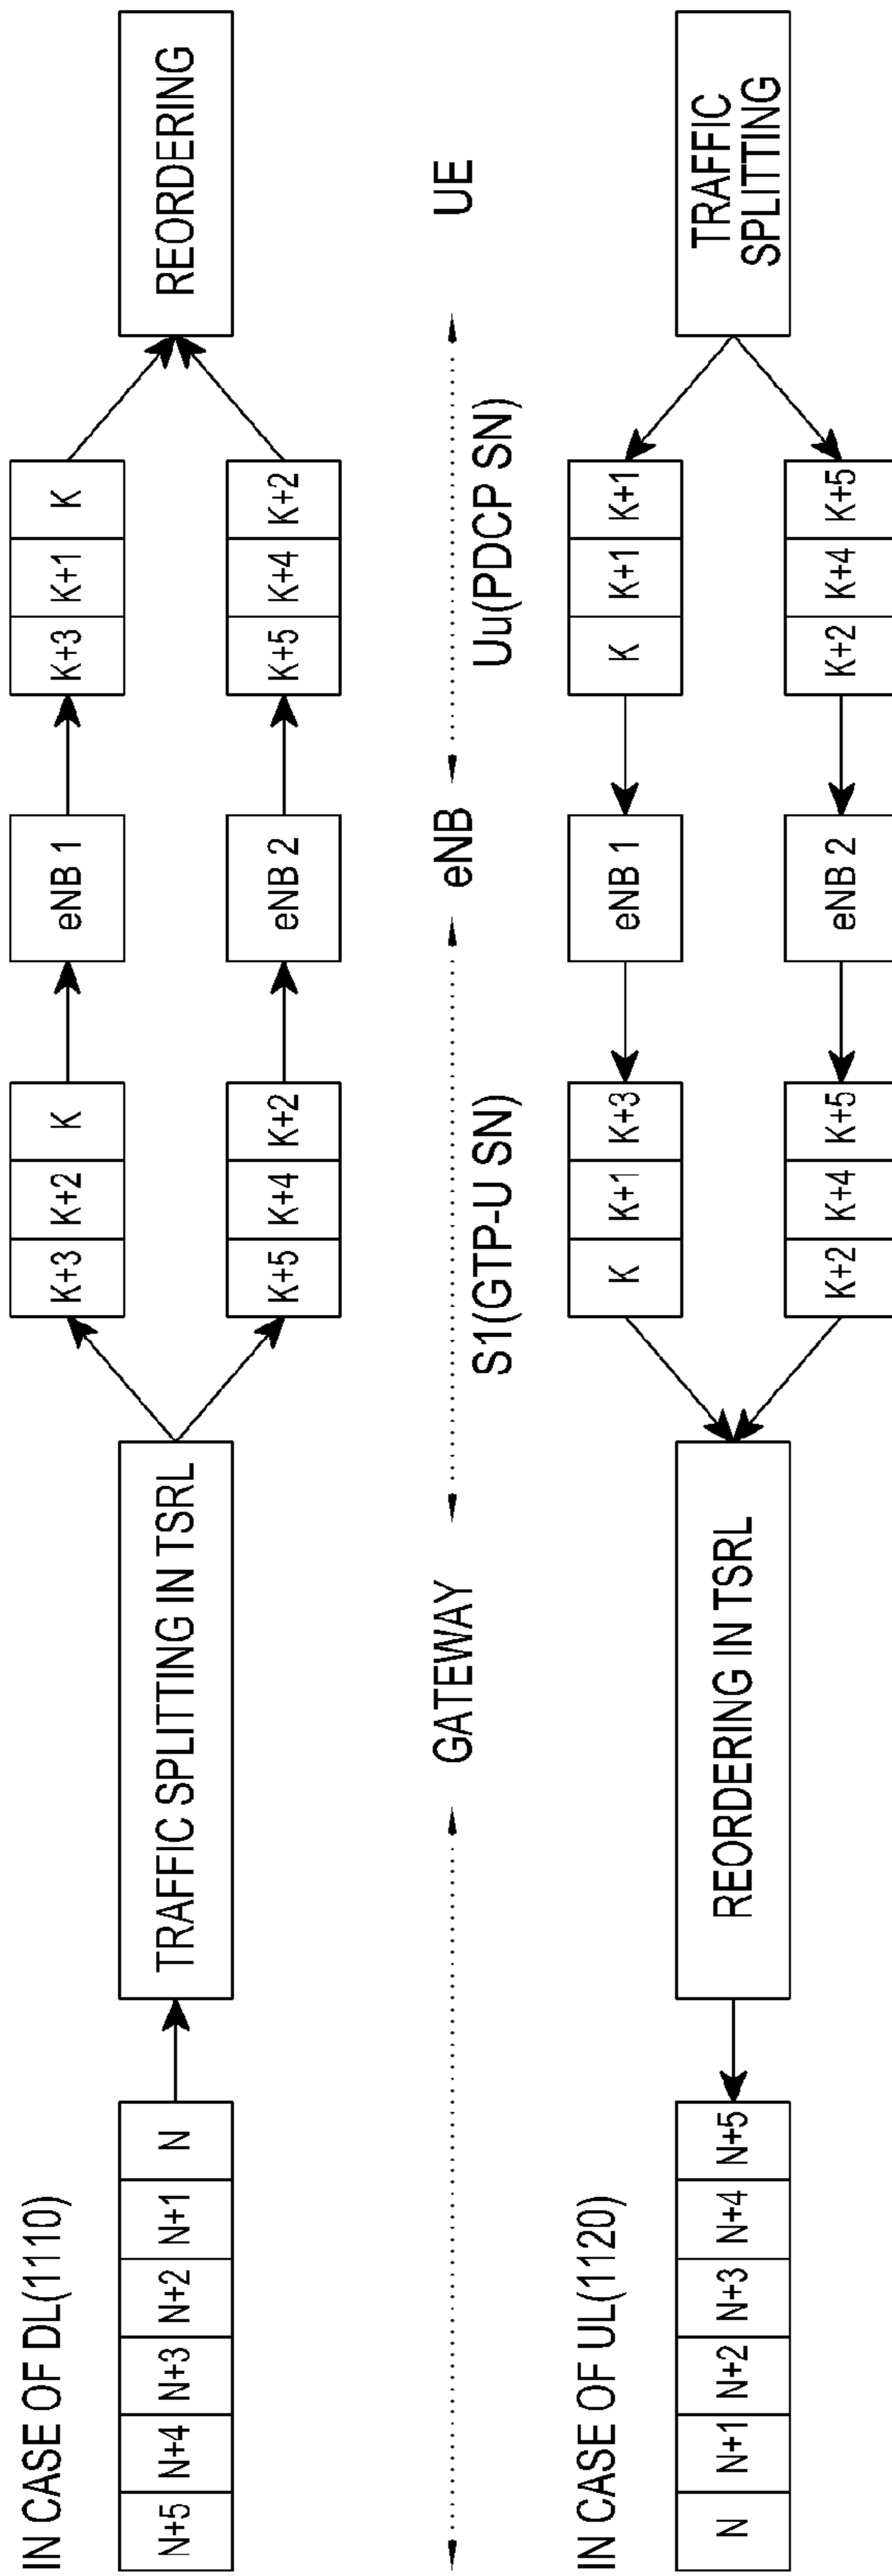 IN CASE OF DL(1110)
N+5 N+4 N+3 N+2 N+1 N
TRAFFIC SPLITTING IN TSRL
K+3 K+2 K
eNB 1
K+3 K+1 K
K+5 K+4 K+2
eNB 2
K+5 K+4 K+2
REORDERING
GATEWAY
S1(GTP-U SN)
eNB
Uu(PDCP SN)
UE
IN CASE OF UL(1120)
N N+1 N+2 N+3 N+4 N+5
REORDERING IN TSRL
K K+1 K+3
eNB 1
K K+1 K+1
K+2 K+4 K+5
eNB 2
K+2 K+4 K+5
TRAFFIC
SPLITTING